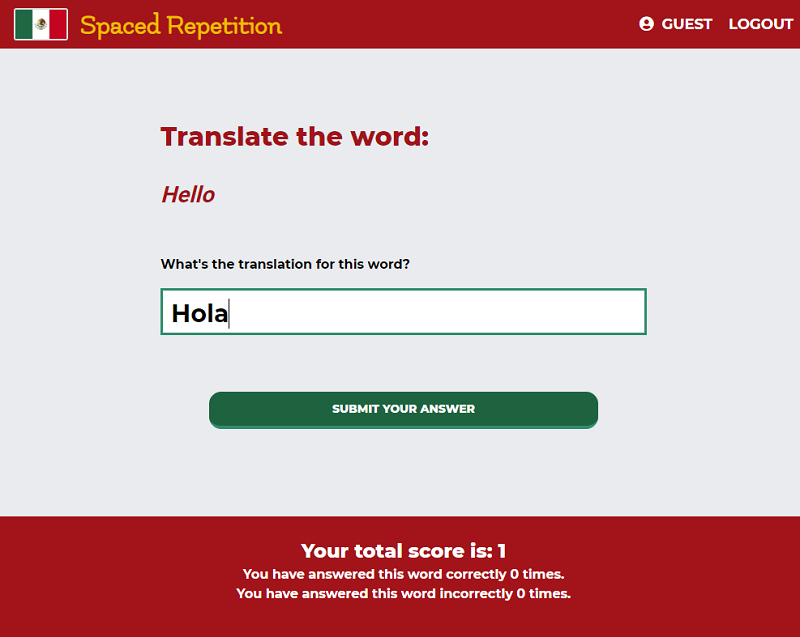 Spaced Repetition
GUEST LOGOUT
Translate the word:
Hello
What's the translation for this word?
Hola
SUBMIT YOUR ANSWER
Your total score is: 1
You have answered this word correctly 0 times.
You have answered this word incorrectly 0 times.